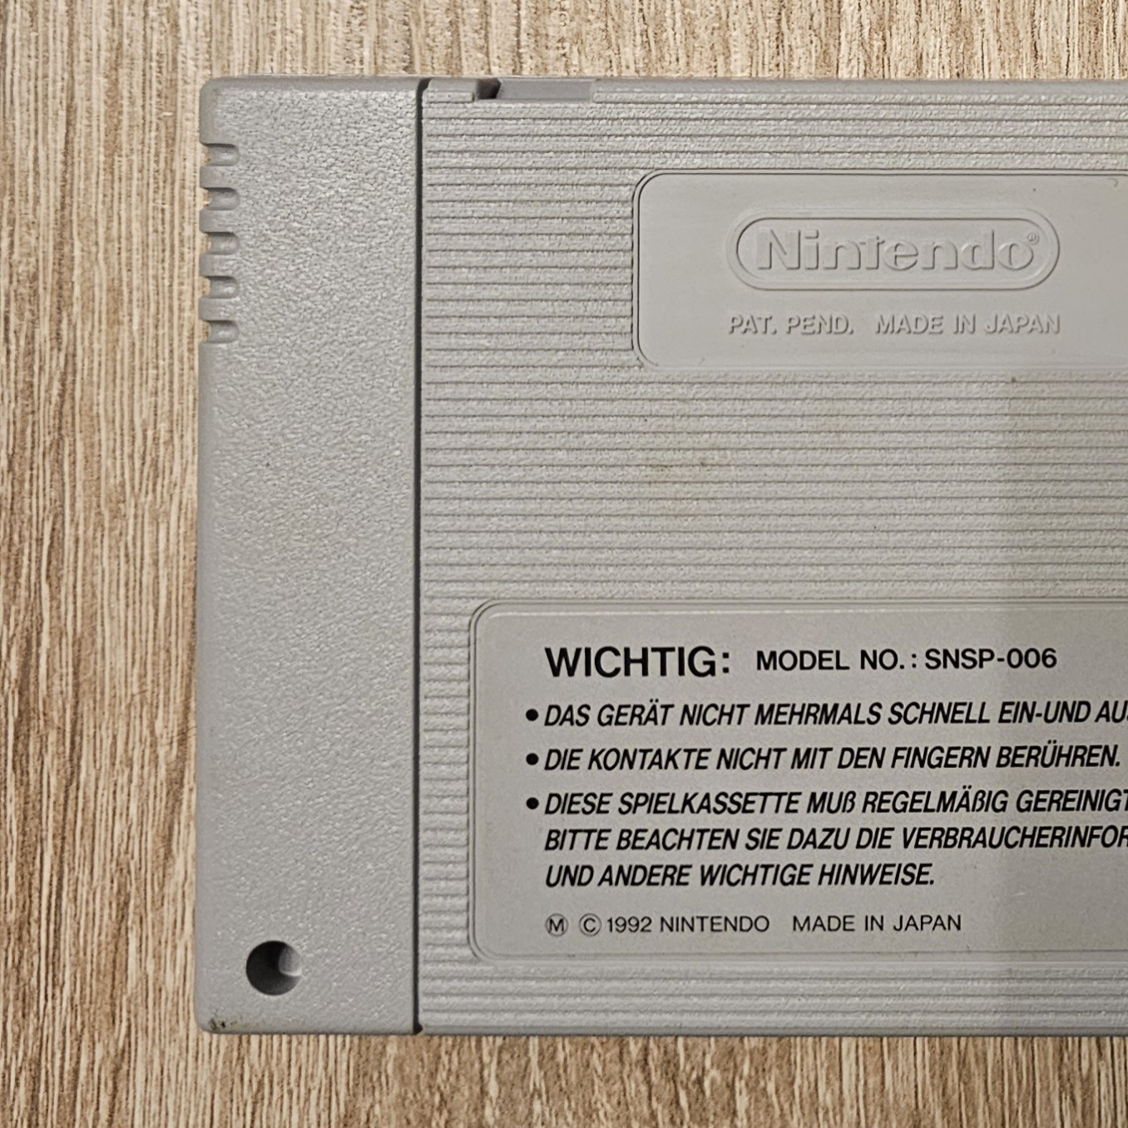 Nintendo®
PAT. PEND. MADE IN JAPAN
WICHTIG: MODEL NO.: SNSP-006
● DAS GERÄT NICHT MEHRMALS SCHNELL EIN-UND
● DIE KONTAKTE NICHT MIT DEN FINGERN BERÜHREN.
● DIESE SPIELKASSETTE MUß REGELMÄßIG GEREINIGT
BITTE BEACHTEN SIE DAZU DIE
UND ANDERE WICHTIGE HINWEISE.
Ⓜ © 1992 NINTENDO MADE IN JAPAN